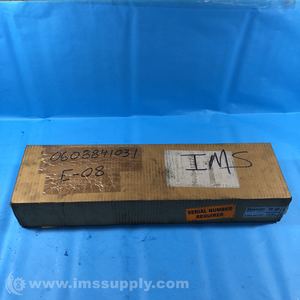 0603841031
E-08
IMS
SERIAL NUMBER
REQUIRED
© www.imssupply.com